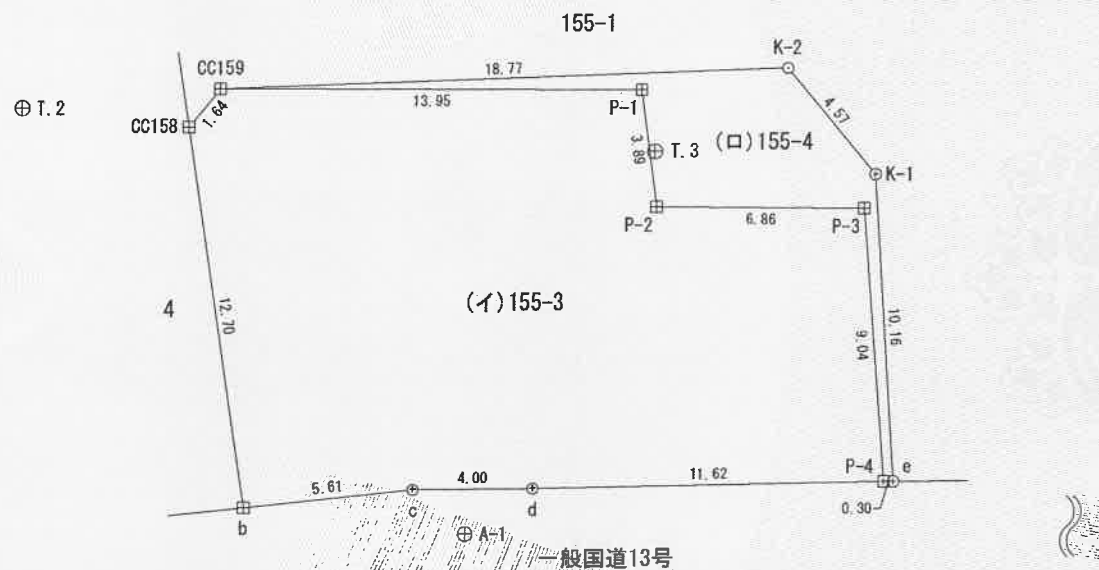 155-1
K-2
CC159
18.77
⊕ T.2
13.95
P-1
4.57
CC158
1.64
3.89
T.3
(ロ)155-4
K-1
P-2
6.86
P-3
4
12.70
(イ)155-3
10.16
9.04
5.61
4.00
11.62
P-4
e
b
c
d
0.30
⊕ A-1
一般国道13号